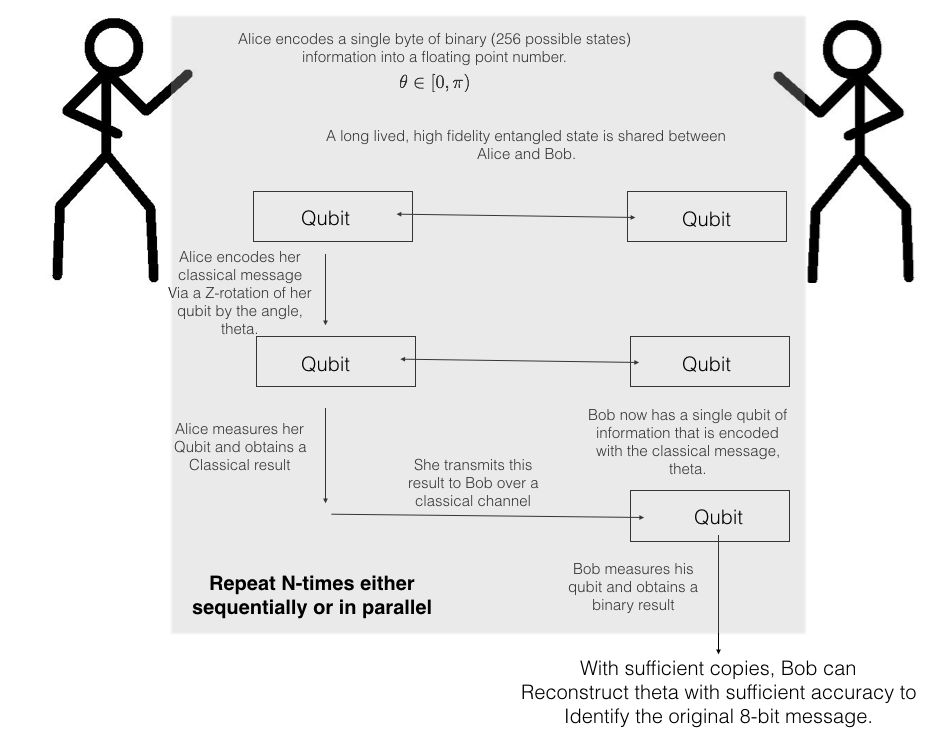 Alice encodes a single byte of binary (256 possible states)
information into a floating point number.
θ ∈ [0, π)
A long lived, high fidelity entangled state is shared between
Alice and Bob.
Qubit
Qubit
Alice encodes her
classical message
Via a Z-rotation of her
qubit by the angle,
theta.
Qubit
Qubit
Alice measures her
Qubit and obtains a
Classical result
Bob now has a single qubit of
information that is encoded
with the classical message,
theta.
She transmits this
result to Bob over a
classical channel
Qubit
Repeat N-times either
sequentially or in parallel
Bob measures his
qubit and obtains a
binary result
With sufficient copies, Bob can
Reconstruct theta with sufficient accuracy to
Identify the original 8-bit message.